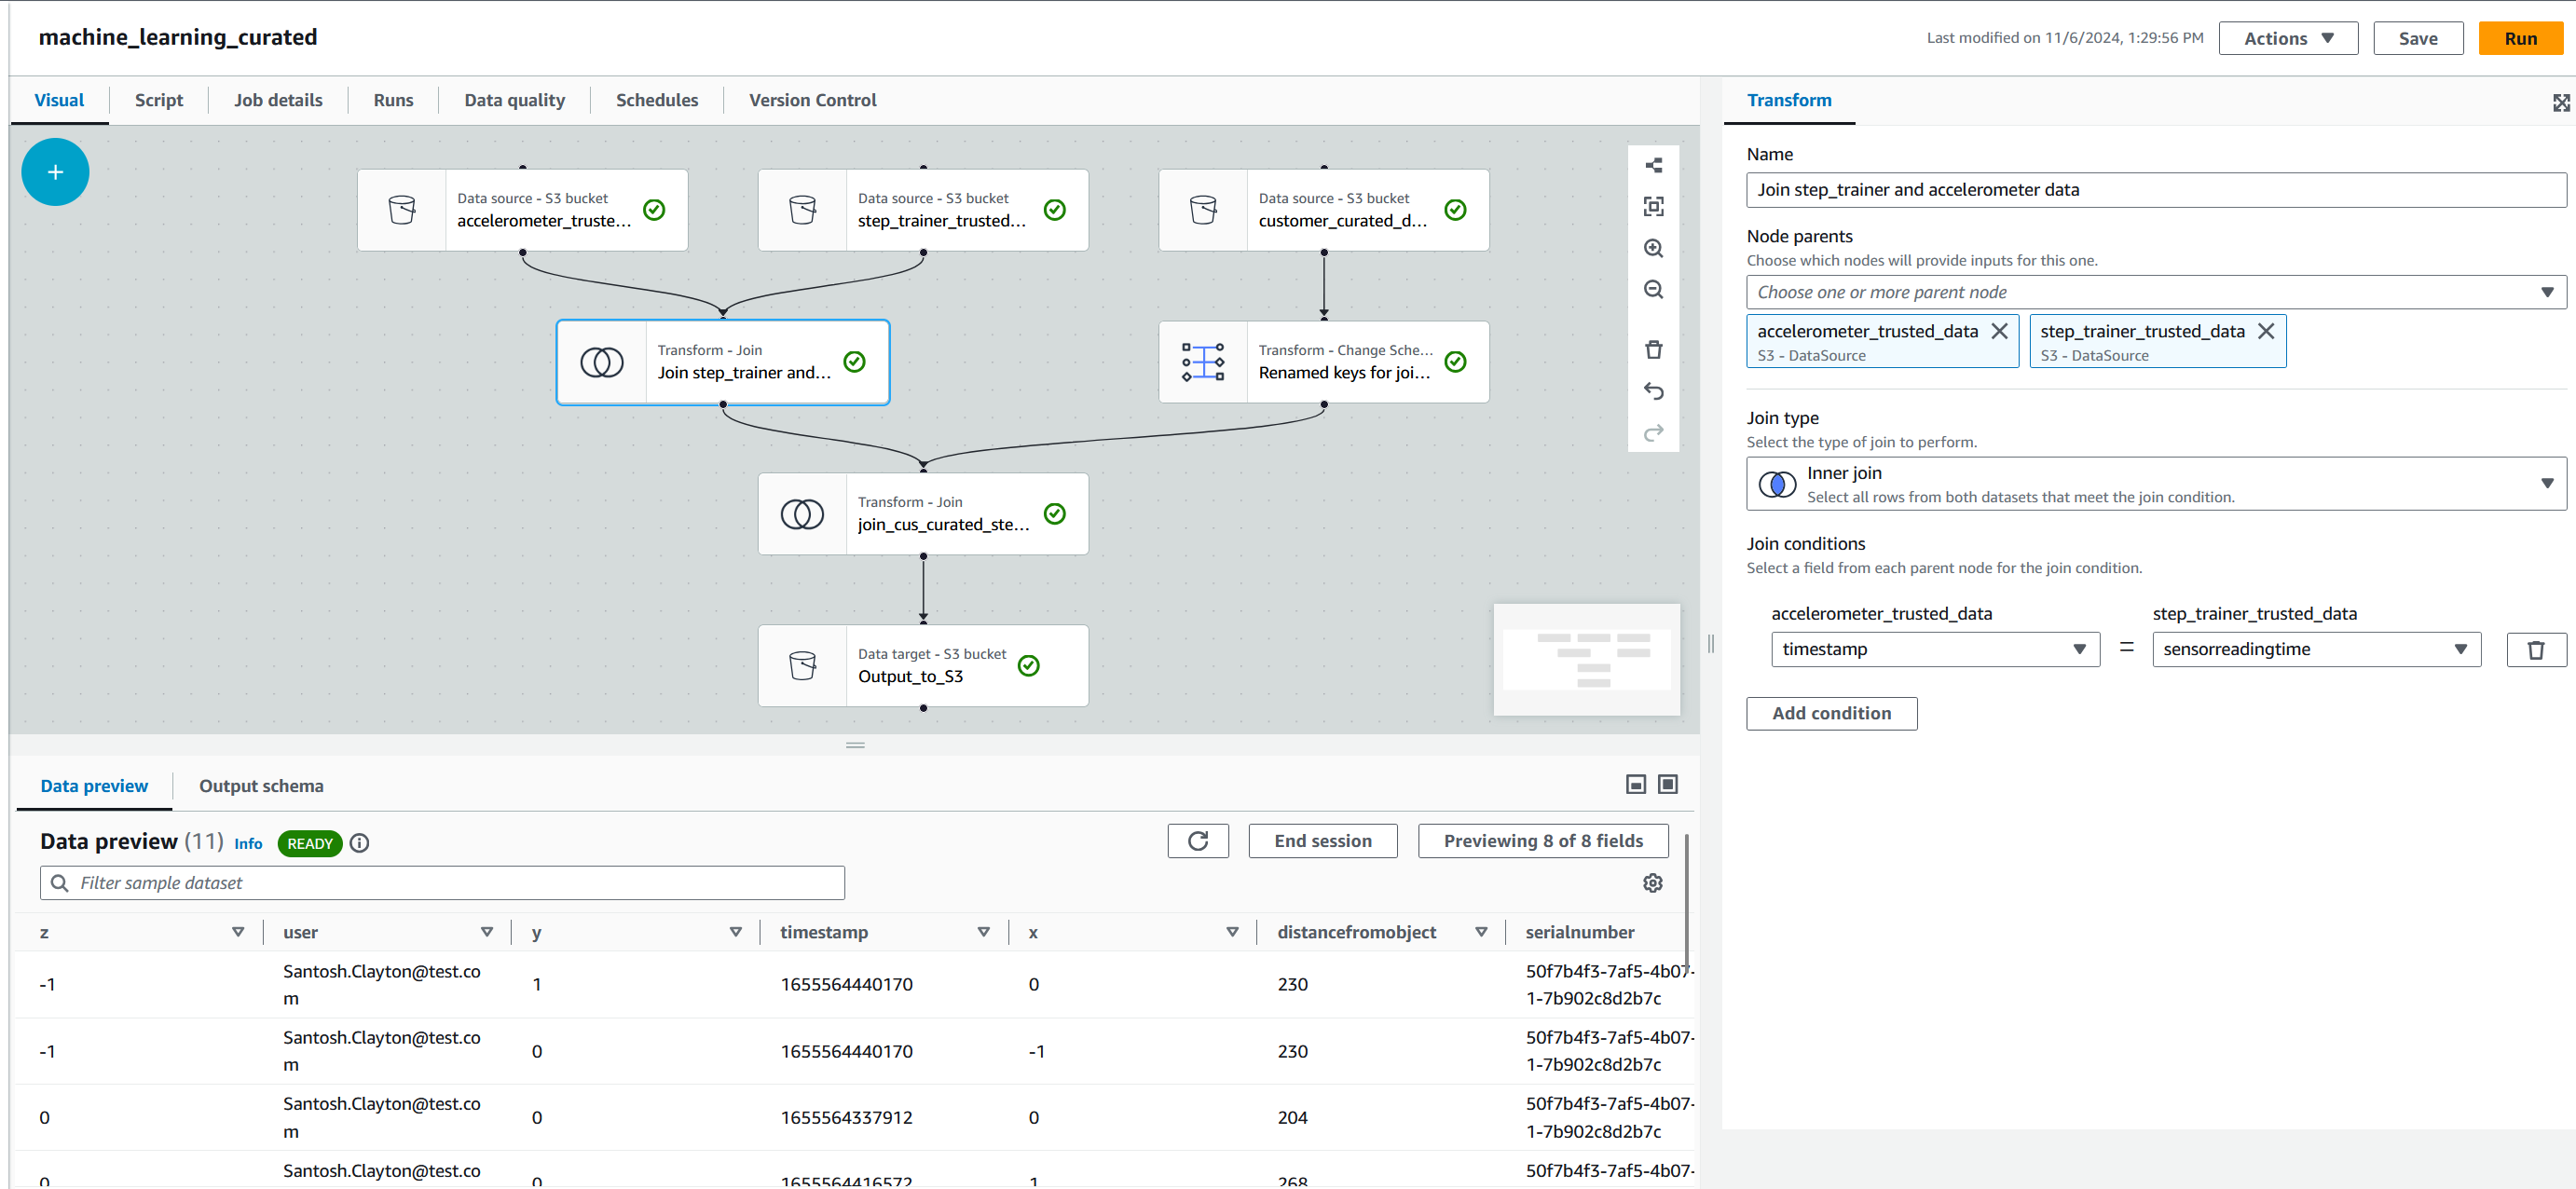 machine_learning_curated
Last modified on 11/6/2024, 1:29:56 PM
Actions
Save
Run
Visual
Script
Job details
Runs
Data quality
Schedules
Version Control
Data source - S3 bucket
accelerometer_truste...
Data source - S3 bucket
step_trainer_trusted...
Data source - S3 bucket
customer_curated_d...
Transform - Join
Join step_trainer and...
Transform - Change Sche...
Renamed keys for joi...
Transform - Join
join_cus_curated_ste...
Data target - S3 bucket
Output_to_S3
Transform
Name
Join step_trainer and accelerometer data
Node parents
Choose which nodes will provide inputs for this one.
Choose one or more parent node
accelerometer_trusted_data
S3 - DataSource
step_trainer_trusted_data
S3 - DataSource
Join type
Select the type of join to perform.
Inner join
Select all rows from both datasets that meet the join condition.
Join conditions
Select a field from each parent node for the join condition.
accelerometer_trusted_data
step_trainer_trusted_data
timestamp
=
sensorreadingtime
Add condition
Data preview
Output schema
Data preview (11) Info READY
End session
Previewing 8 of 8 fields
Filter sample dataset
z user y timestamp x distancefromobject serialnumber
-1 Santosh.Clayton@test.co 1 1655564440170 0 230 50f7b4f3-7af5-4b07-
m 1-7b902c8d2b7c
-1 Santosh.Clayton@test.co 0 1655564440170 -1 230 50f7b4f3-7af5-4b07-
m 1-7b902c8d2b7c
0 Santosh.Clayton@test.co 0 1655564337912 0 204 50f7b4f3-7af5-4b07-
m 1-7b902c8d2b7c
0 Santosh.Clayton@test.co 0 1655564416572 1 268 50f7b4f3-7af5-4b07-